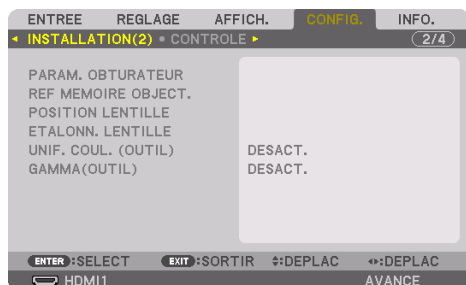 ENTREE REGLAGE AFFICH. CONFIG. INFO.
INSTALLATION(2) • CONTROLE 2/4
PARAM. OBTURATEUR
REF MEMOIRE OBJECT.
POSITION LENTILLE
ETALONN. LENTILLE
UNIF. COUL. (OUTIL) DESACT.
GAMMA(OUTIL) DESACT.
ENTER :SELECT EXIT :SORTIR :DEPLAC :DEPLAC
HDMI1 AVANCE